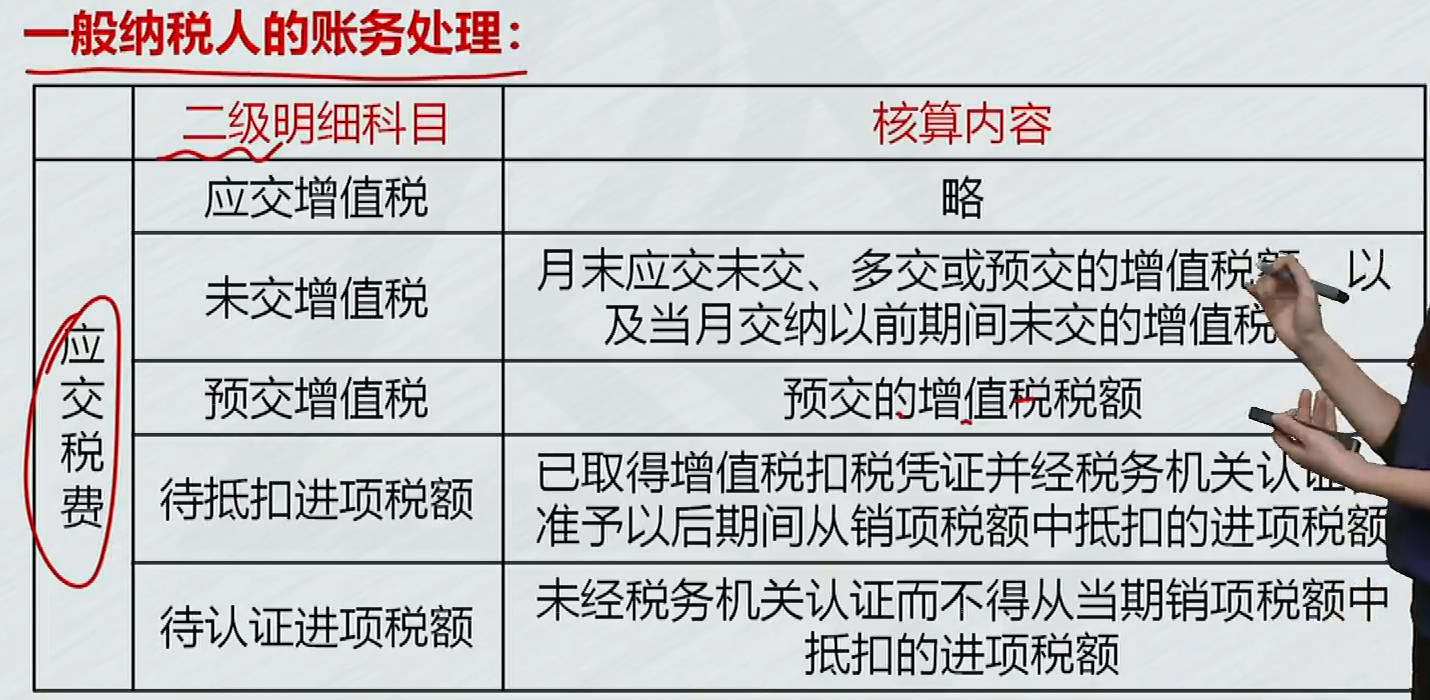 一般纳税人的账务处理：
二级明细科目
核算内容
应交税费
应交增值税
略
未交增值税
月末应交未交、多交或预交的增值税 以
及当月交纳以前期间未交的增值税
预交增值税
预交的增值税税额
待抵扣进项税额
已取得增值税扣税凭证并经税务机关认证
准予以后期间从销项税额中抵扣的进项税额
待认证进项税额
未经税务机关认证而不得从当期销项税额中
抵扣的进项税额